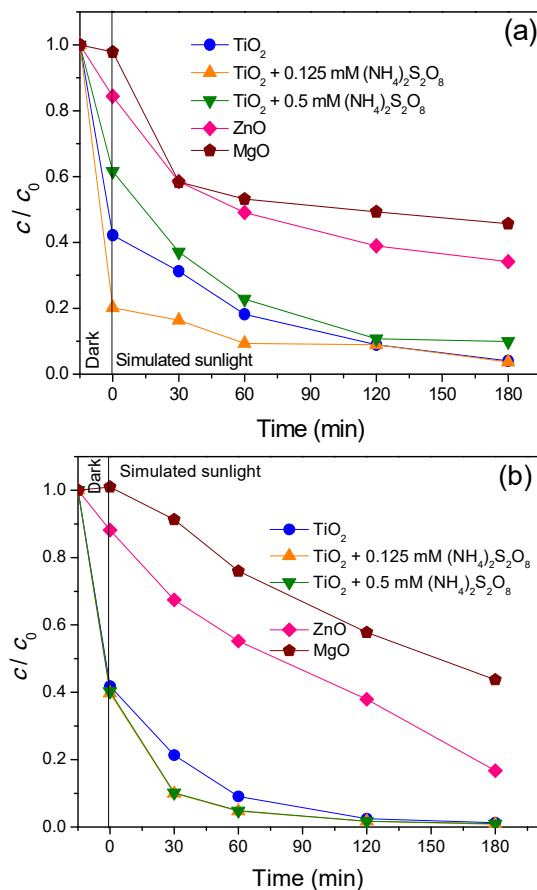 (a)
TiO₂
TiO₂ + 0.125 mM (NH₄)₂S₂O₈
TiO₂ + 0.5 mM (NH₄)₂S₂O₈
ZnO
MgO
1.0
0.8
0.6
0.4
0.2
0.0
c / c₀
Dark
Simulated sunlight
0 30 60 90 120 150 180
Time (min)
(b)
Dark
Simulated sunlight
TiO₂
TiO₂ + 0.125 mM (NH₄)₂S₂O₈
TiO₂ + 0.5 mM (NH₄)₂S₂O₈
ZnO
MgO
1.0
0.8
0.6
0.4
0.2
0.0
c / c₀
0 30 60 90 120 150 180
Time (min)